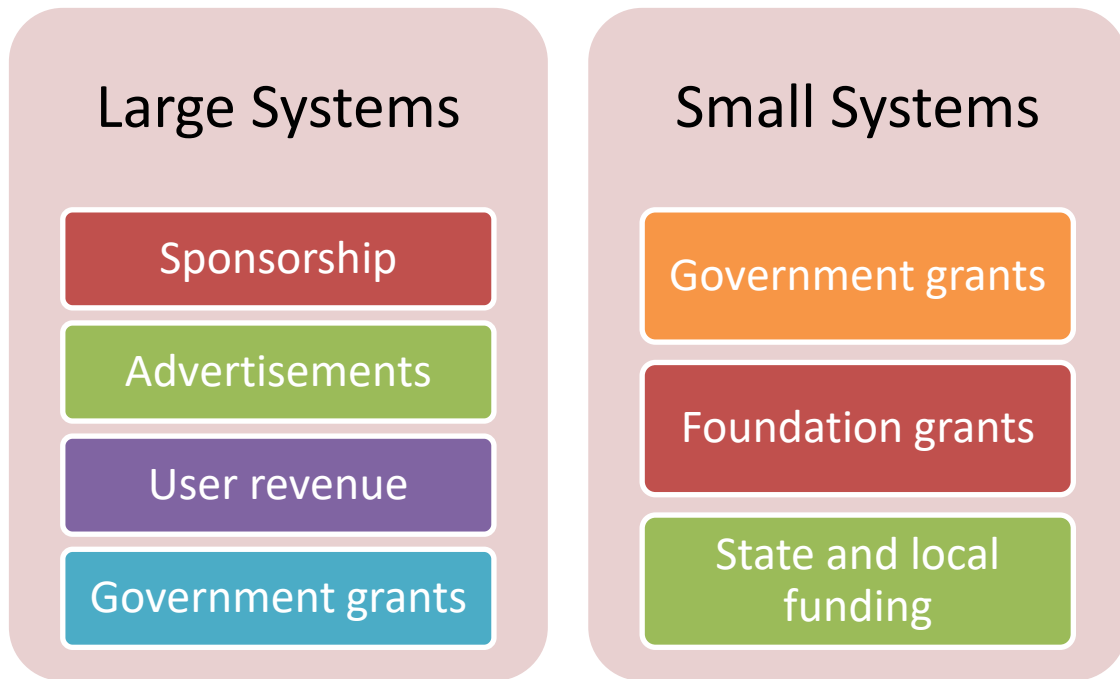 Large Systems
Sponsorship
Advertisements
User revenue
Government grants
Small Systems
Government grants
Foundation grants
State and local
funding